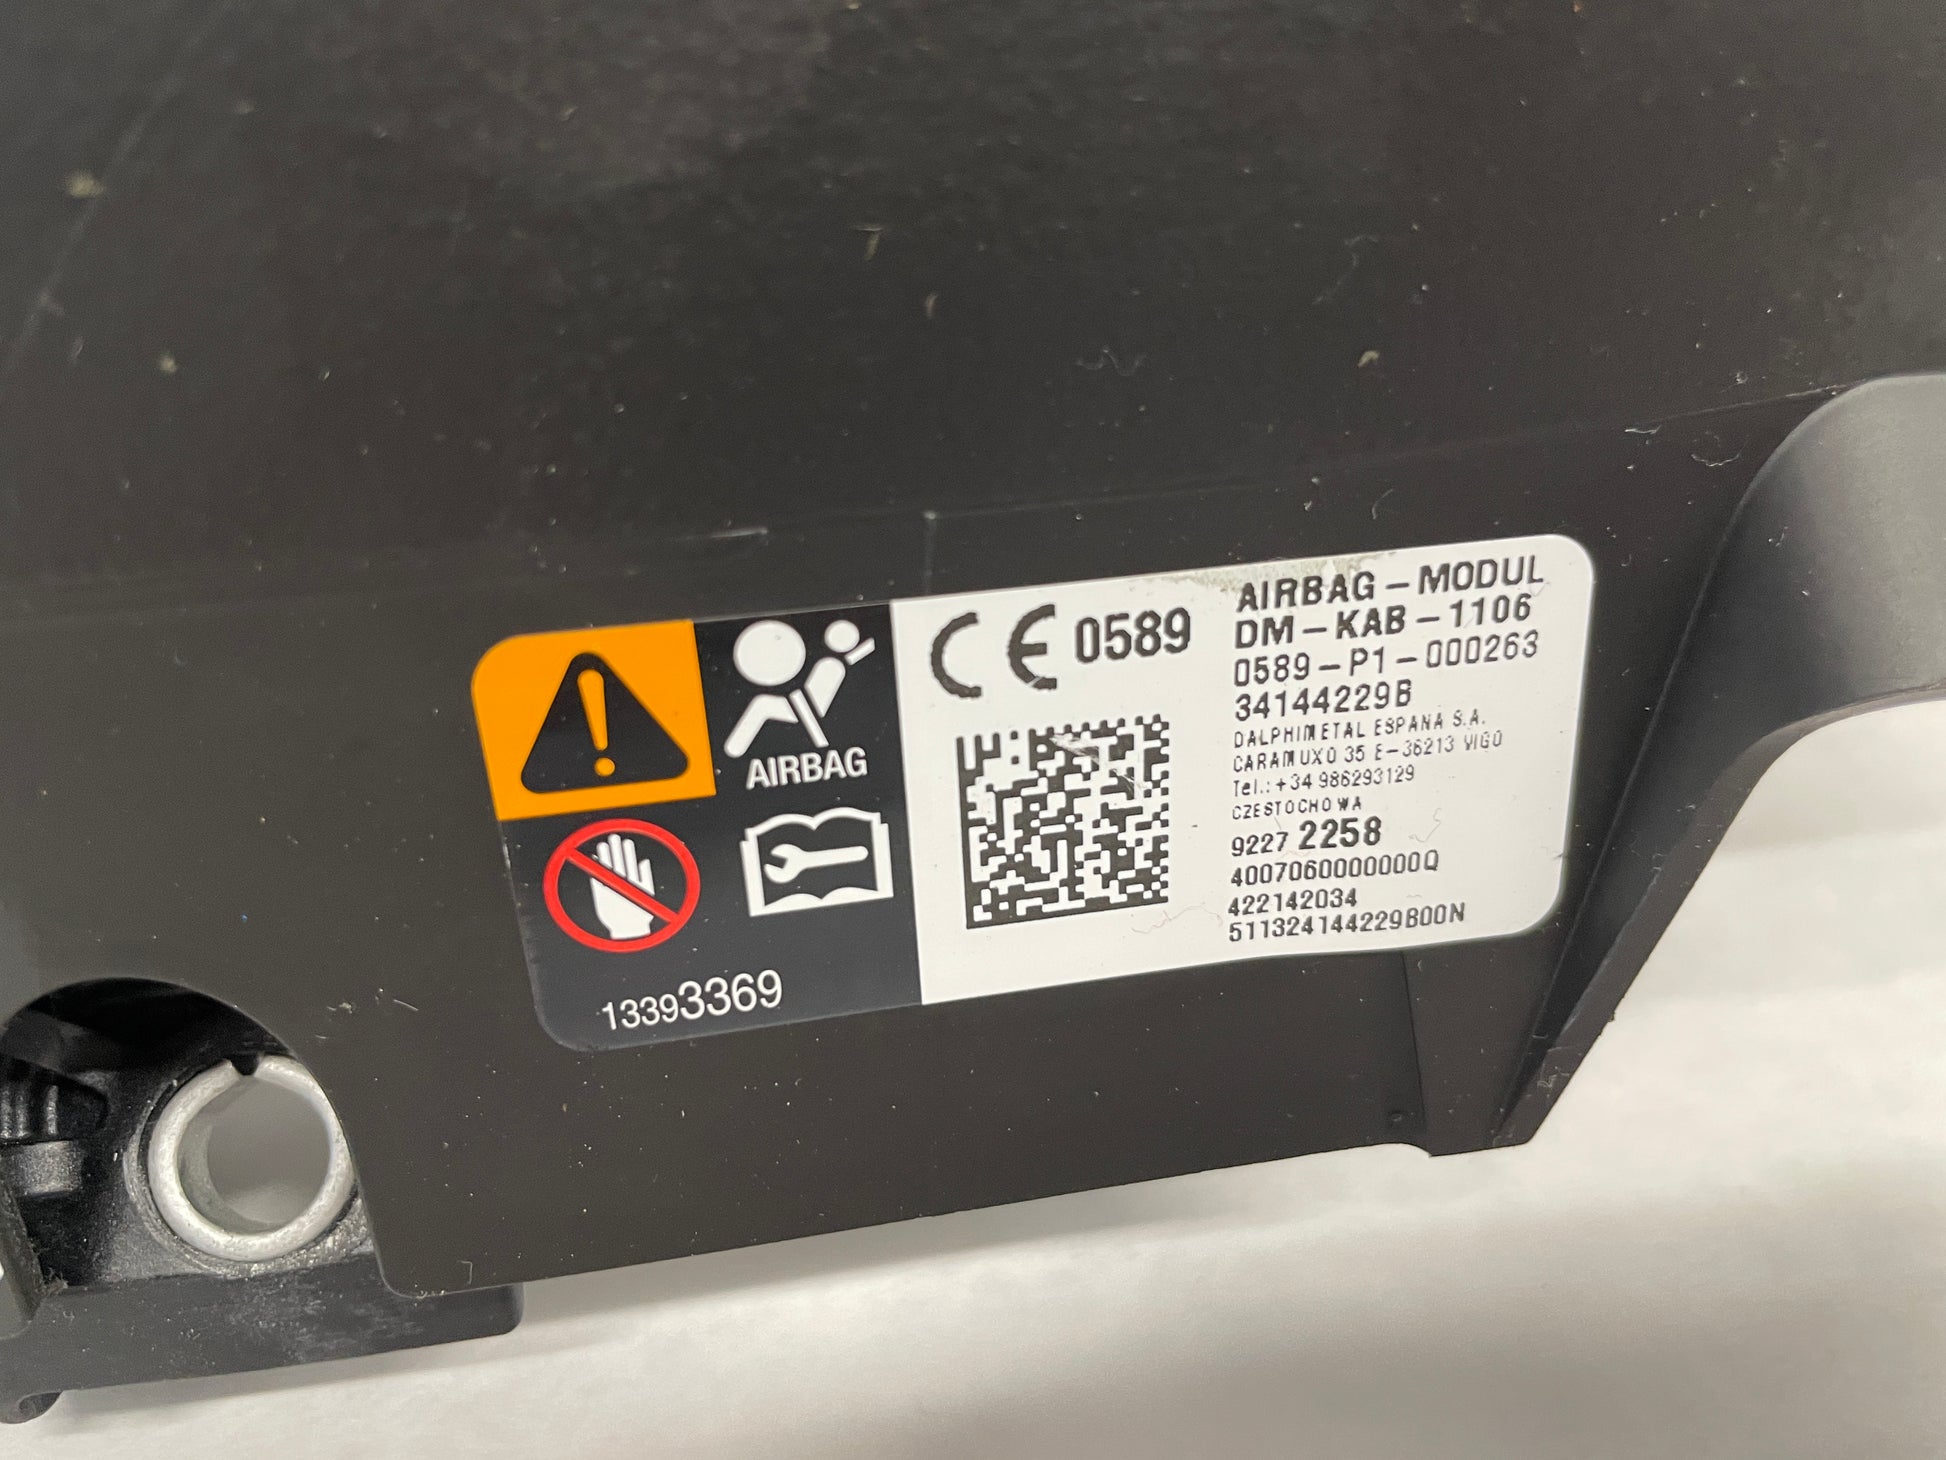 AIRBAG
13393369
CE 0589
AIRBAG-MODUL
DM-KAB-1106
0589-P1-000263
34144229B
DALPHIMETAL ESPANA S.A.
CARAMUXO 35 E-36213 VIGO
Tel.:+34 986293129
CZESTOCHOWA
9227 2258
4007060000000Q
422142034
511324144229B00N